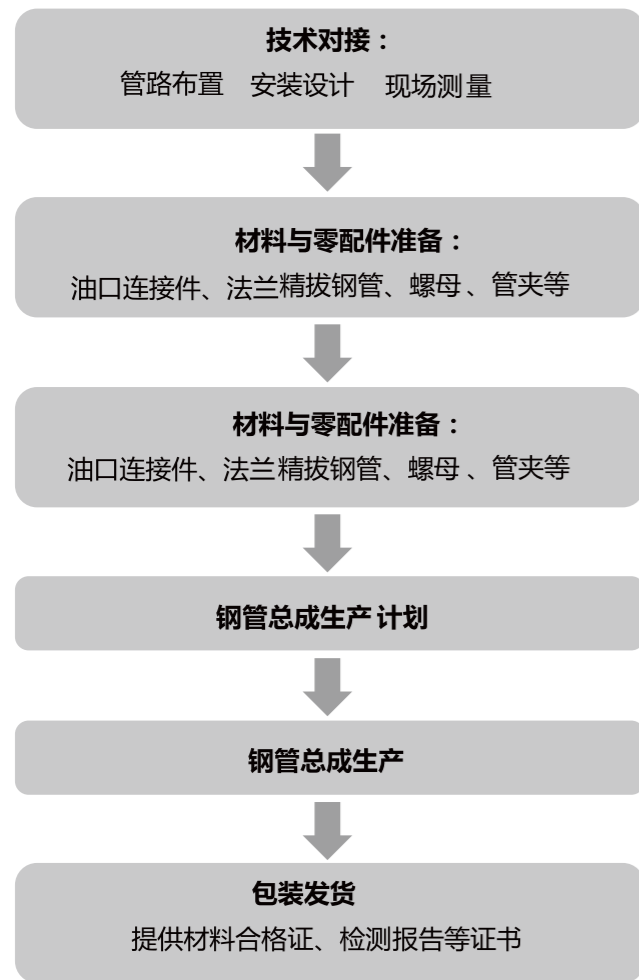 技术对接：
管路布置 安装设计 现场测量
材料与零配件准备：
油口连接件、法兰精拔钢管、螺母、管夹等
材料与零配件准备：
油口连接件、法兰精拔钢管、螺母、管夹等
钢管总成生产计划
钢管总成生产
包装发货
提供材料合格证、检测报告等证书